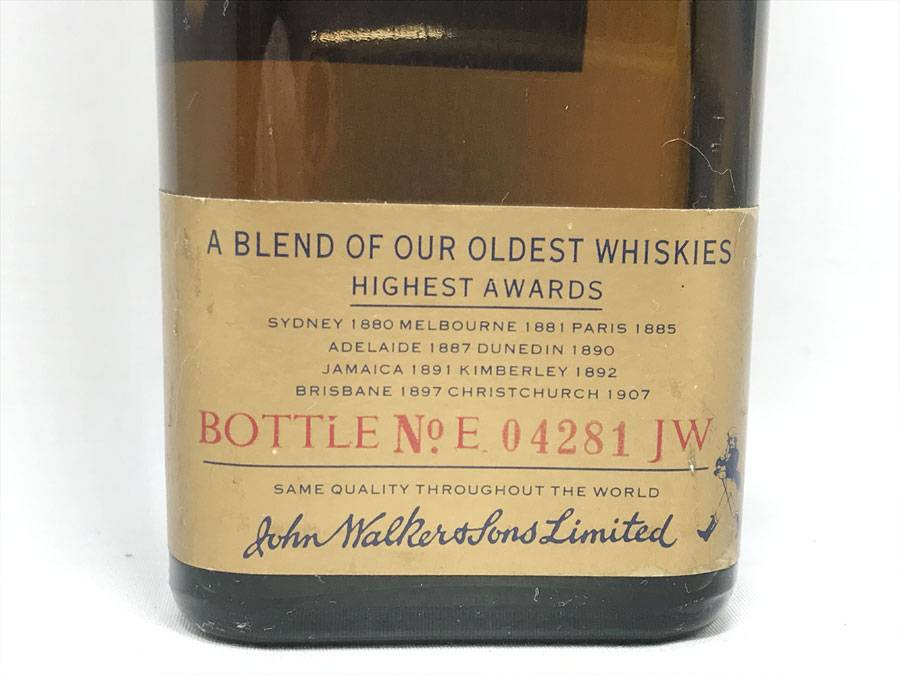 A BLEND OF OUR OLDEST WHISKIES
HIGHEST AWARDS
SYDNEY 1880 MELBOURNE 1881 PARIS 1885
ADELAIDE 1887 DUNEDIN 1890
JAMAICA 1891 KIMBERLEY 1892
BRISBANE 1897 CHRISTCHURCH 1907
BOTTLE No E 04281 JW
SAME QUALITY THROUGHOUT THE WORLD
John Walker & Sons Limited